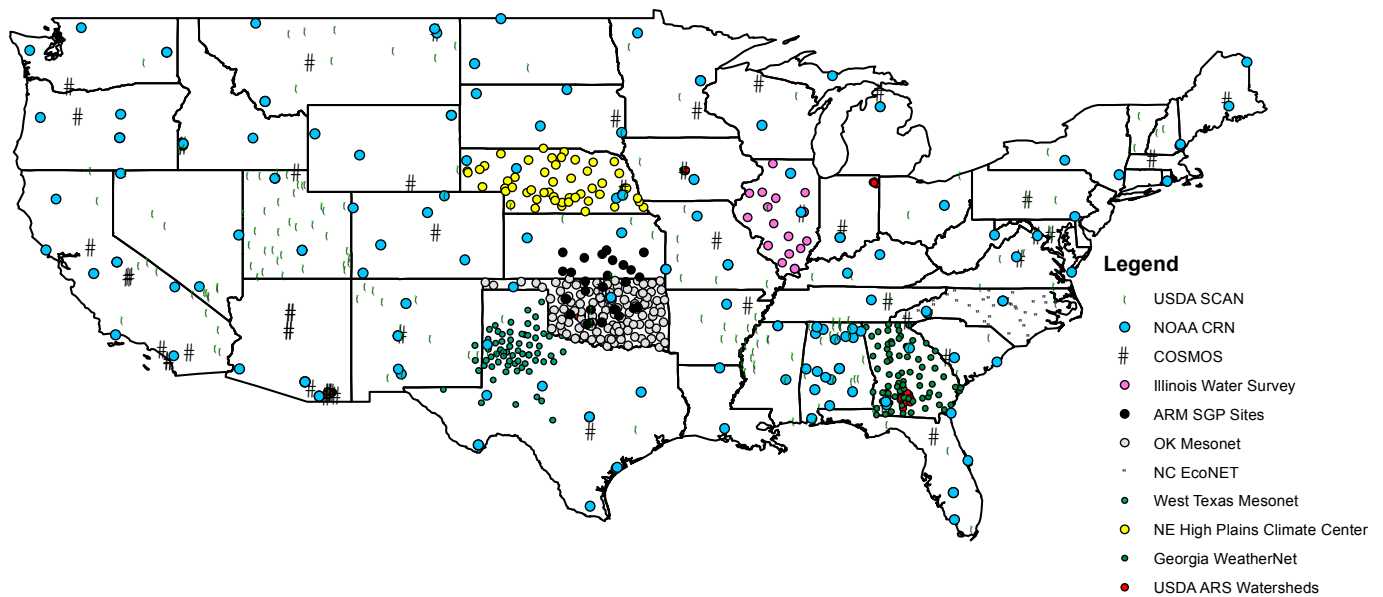 Legend
USDA SCAN
NOAA CRN
COSMOS
Illinois Water Survey
ARM SGP Sites
OK Mesonet
NC EcoNET
West Texas Mesonet
NE High Plains Climate Center
Georgia WeatherNet
USDA ARS Watersheds